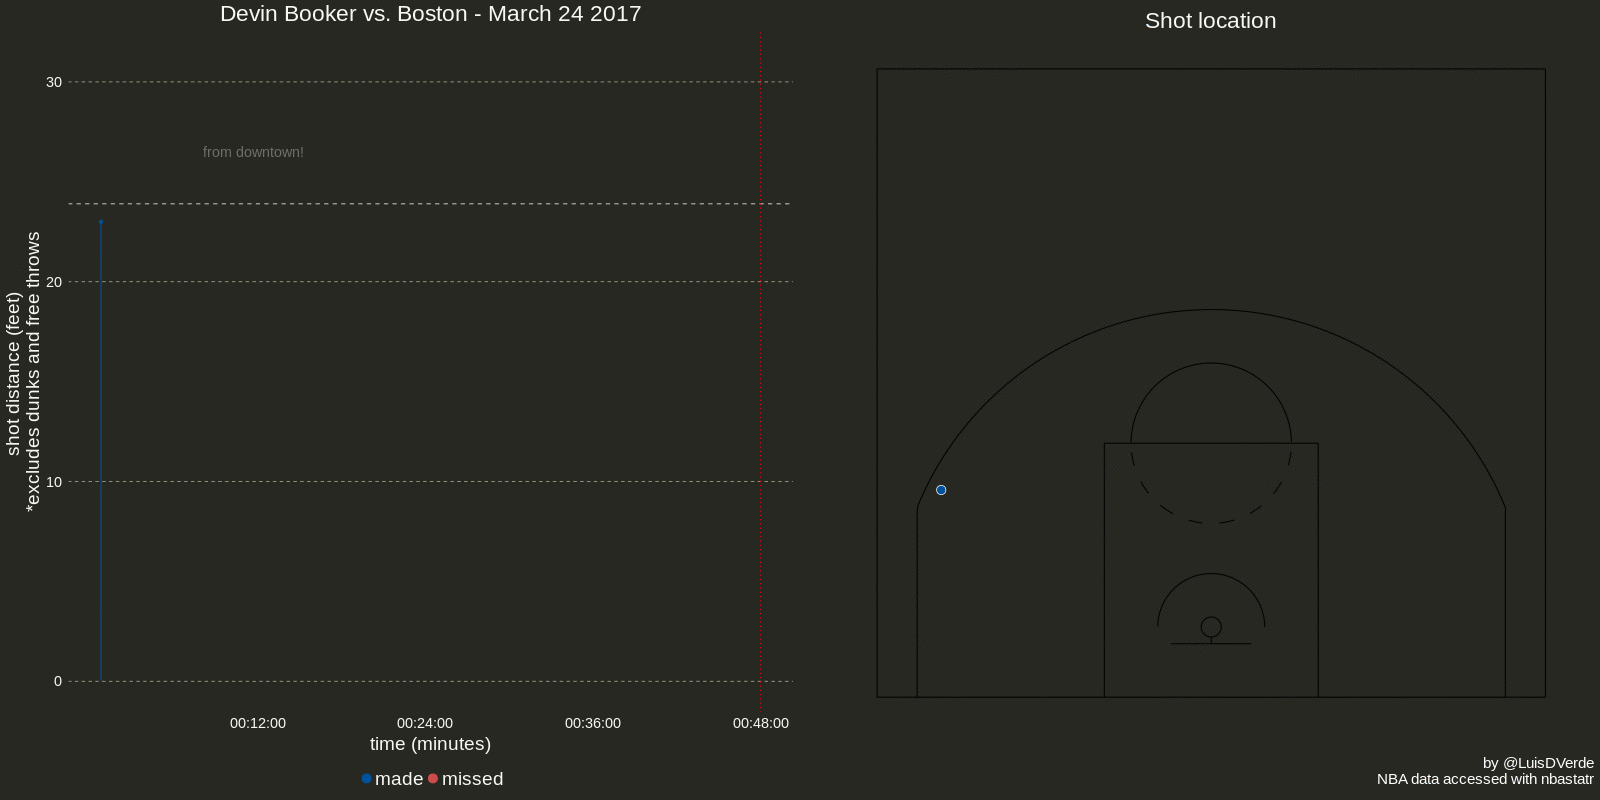 Devin Booker vs. Boston - March 24 2017
Shot location
30
from downtown!
20
10
0
shot distance (feet)
*excludes dunks and free throws
00:12:00 00:24:00 00:36:00 00:48:00
time (minutes)
made missed
by @LuisDVerde
NBA data accessed with nbastatr